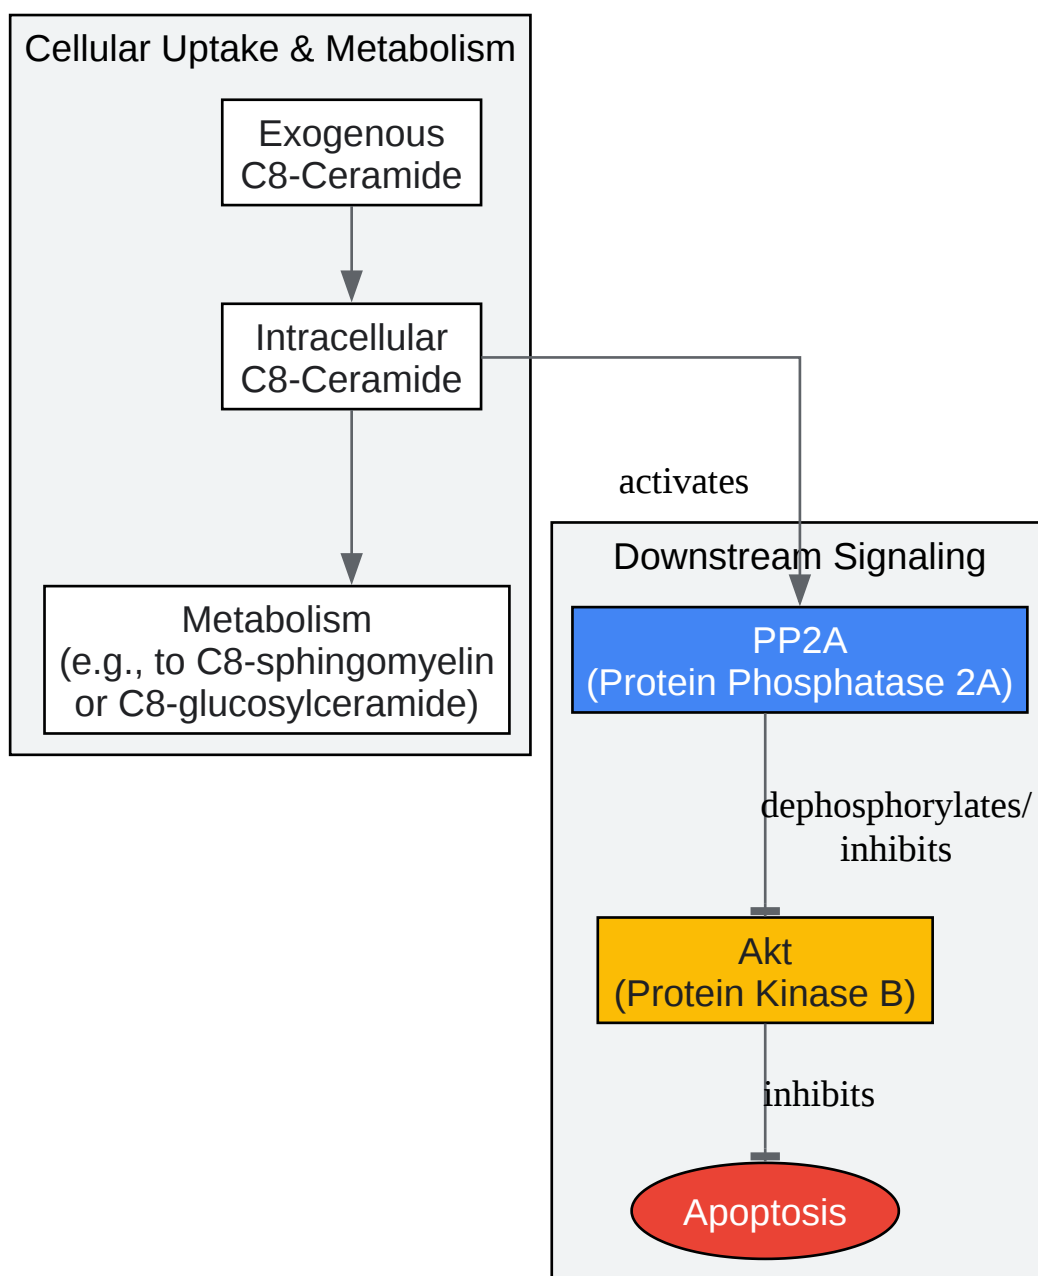 Cellular Uptake & Metabolism
Exogenous
C8-Ceramide
Intracellular
C8-Ceramide
Metabolism
(e.g., to C8-sphingomyelin
or C8-glucosylceramide)
activates
Downstream Signaling
PP2A
(Protein Phosphatase 2A)
dephosphorylates/
inhibits
Akt
(Protein Kinase B)
inhibits
Apoptosis